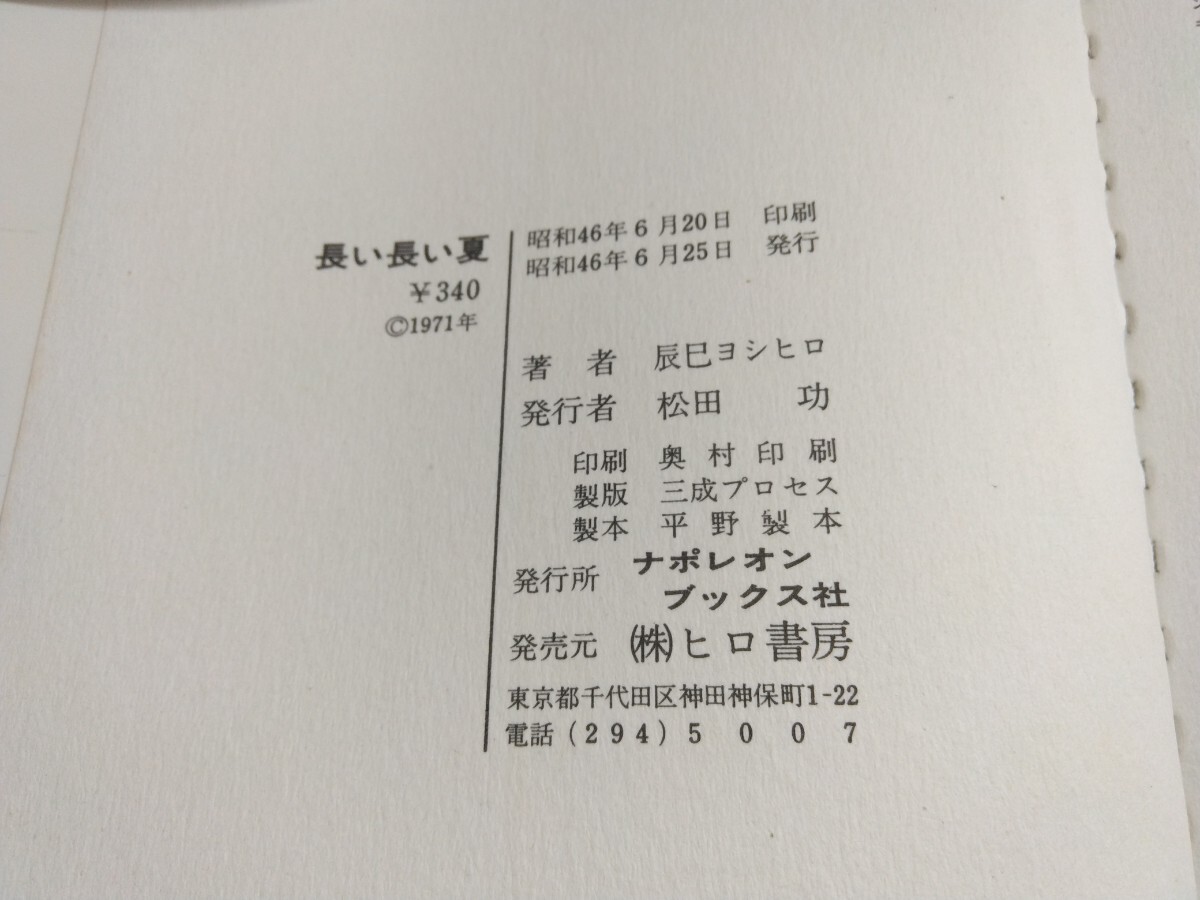 長い長い夏
¥340
©1971年
昭和46年6月20日 印刷
昭和46年6月25日 発行
著者 辰巳ヨシヒロ
発行者 松田 功
印刷 奥村印刷
製版 三成プロセス
製本 平野製本
発行所 ナポレオン
ブックス社
発売元 ㈱ヒロ書房
東京都千代田区神田神保町1-22
電話(294)5007